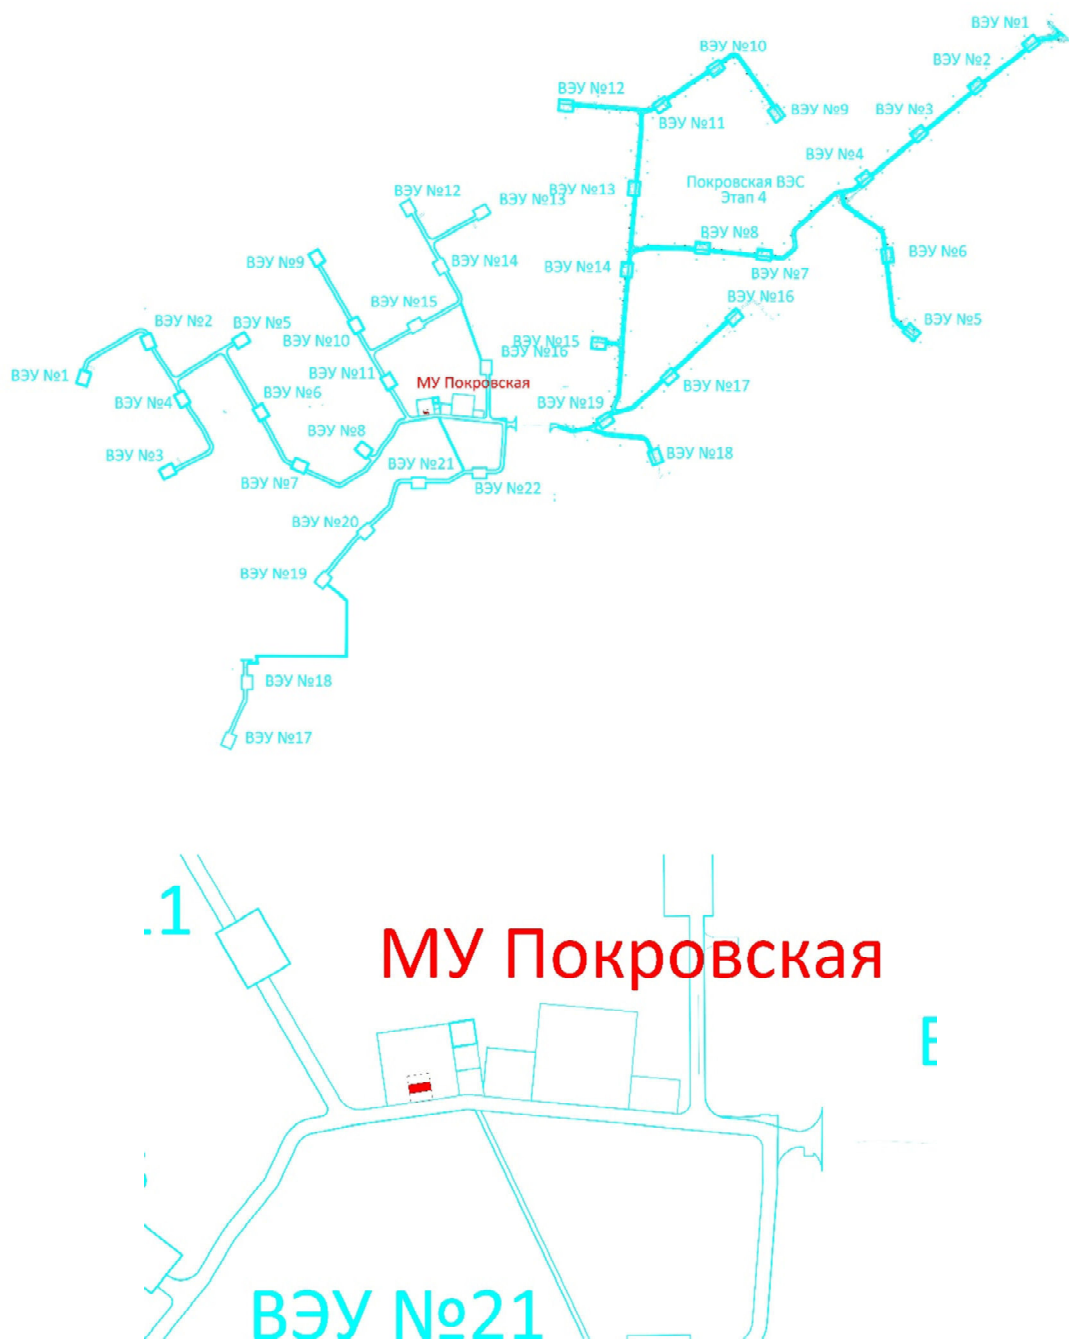 ВЭУ №1
ВЭУ №10
ВЭУ №2
ВЭУ №12
ВЭУ №3
ВЭУ №9
ВЭУ №11
ВЭУ №4
Покровская ВЭС
Этап 4
ВЭУ №13
ВЭУ №12
ВЭУ №13
ВЭУ №8
ВЭУ №6
ВЭУ №14
ВЭУ №9
ВЭУ №14
ВЭУ №7
ВЭУ №16
ВЭУ №15
ВЭУ №2
ВЭУ №5
ВЭУ №5
ВЭУ №10
ВЭУ №15
ВЭУ №16
ВЭУ №1
ВЭУ №11
МУ Покровская
ВЭУ №17
ВЭУ №6
ВЭУ №4
ВЭУ №19
ВЭУ №8
ВЭУ №18
ВЭУ №3
ВЭУ №21
ВЭУ №7
ВЭУ №22
ВЭУ №20
ВЭУ №19
ВЭУ №18
ВЭУ №17
.1
МУ Покровская
ВЭУ №21